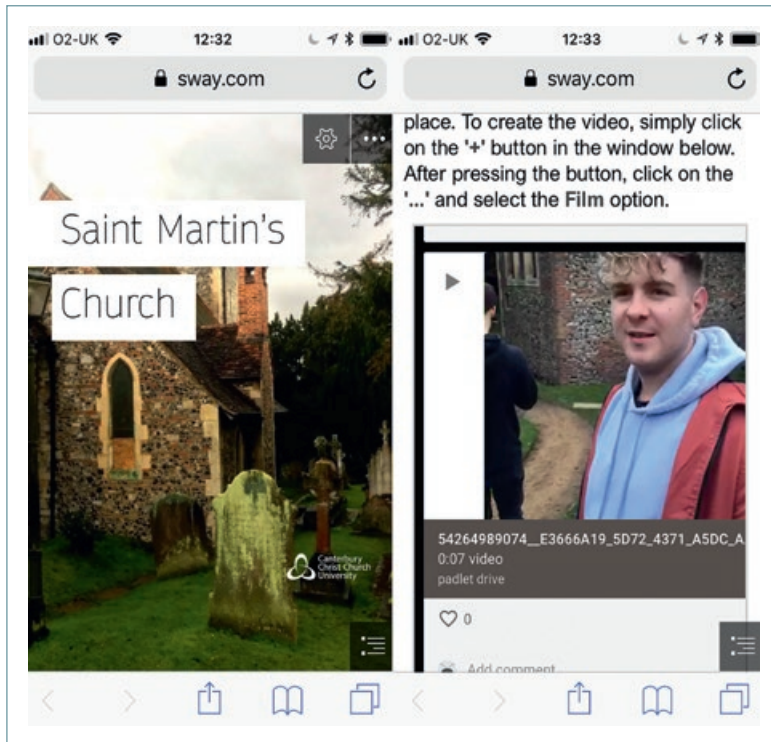 O2-UK 12:32
sway.com
Saint Martin's
Church
Canterbury
Christ Church
University
O2-UK 12:33
sway.com
place. To create the video, simply click
on the '+' button in the window below.
After pressing the button, click on the
'...' and select the Film option.
54264989074__E3666A19_5D72_4371_A5DC_A
0:07 video
padlet drive
0
Add comment